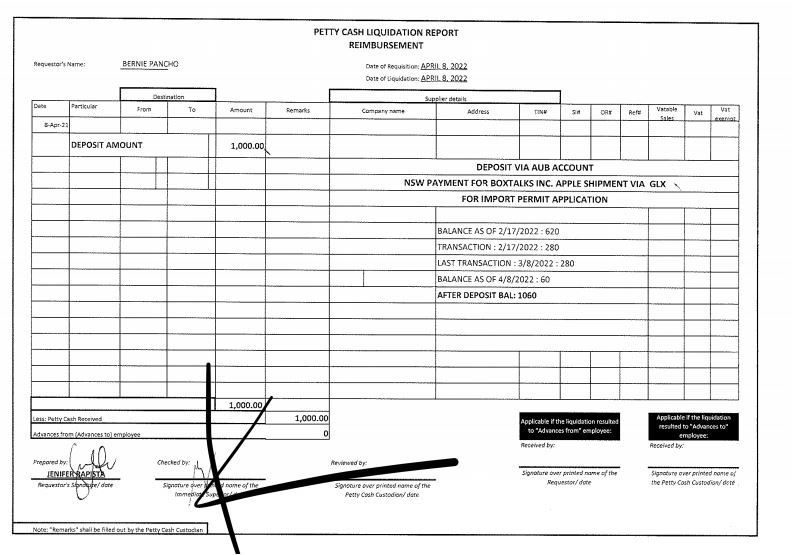 PETTY CASH LIQUIDATION REPORT
REIMBURSEMENT
Requestor's Name: BERNIE PANCHO
Date of Requisition: APRIL 8, 2022
Date of Liquidation: APRIL 8, 2022
Destination Supplier details
Date Particular From To Amount Remarks Company name Address TIN# SI# OR# Ref# Vatable Sales Vat Vat exempt
8-Apr-21
DEPOSIT AMOUNT 1,000.00
DEPOSIT VIA AUB ACCOUNT
NSW PAYMENT FOR BOXTALKS INC. APPLE SHIPMENT VIA GLX
FOR IMPORT PERMIT APPLICATION
BALANCE AS OF 2/17/2022 : 620
TRANSACTION : 2/17/2022 : 280
LAST TRANSACTION : 3/8/2022 : 280
BALANCE AS OF 4/8/2022 : 60
AFTER DEPOSIT BAL: 1060
1,000.00
Less: Petty Cash Received 1,000.00
Advances from (Advances to) employee 0
Applicable if the liquidation resulted
to "Advances from" employee:
Applicable if the liquidation
resulted to "Advances to"
employee:
Prepared by:
Checked by:
Reviewed by:
Received by:
Received by:
JENIFER BAPISTA
Requestor's Signature/ date
Signature over printed name of the
Immediate Superior/ date
Signature over printed name of the
Petty Cash Custodian/ date
Signature over printed name of the
Requestor/ date
Signature over printed name of
the Petty Cash Custodian/ date
Note: "Remarks" shall be filled out by the Petty Cash Custodian